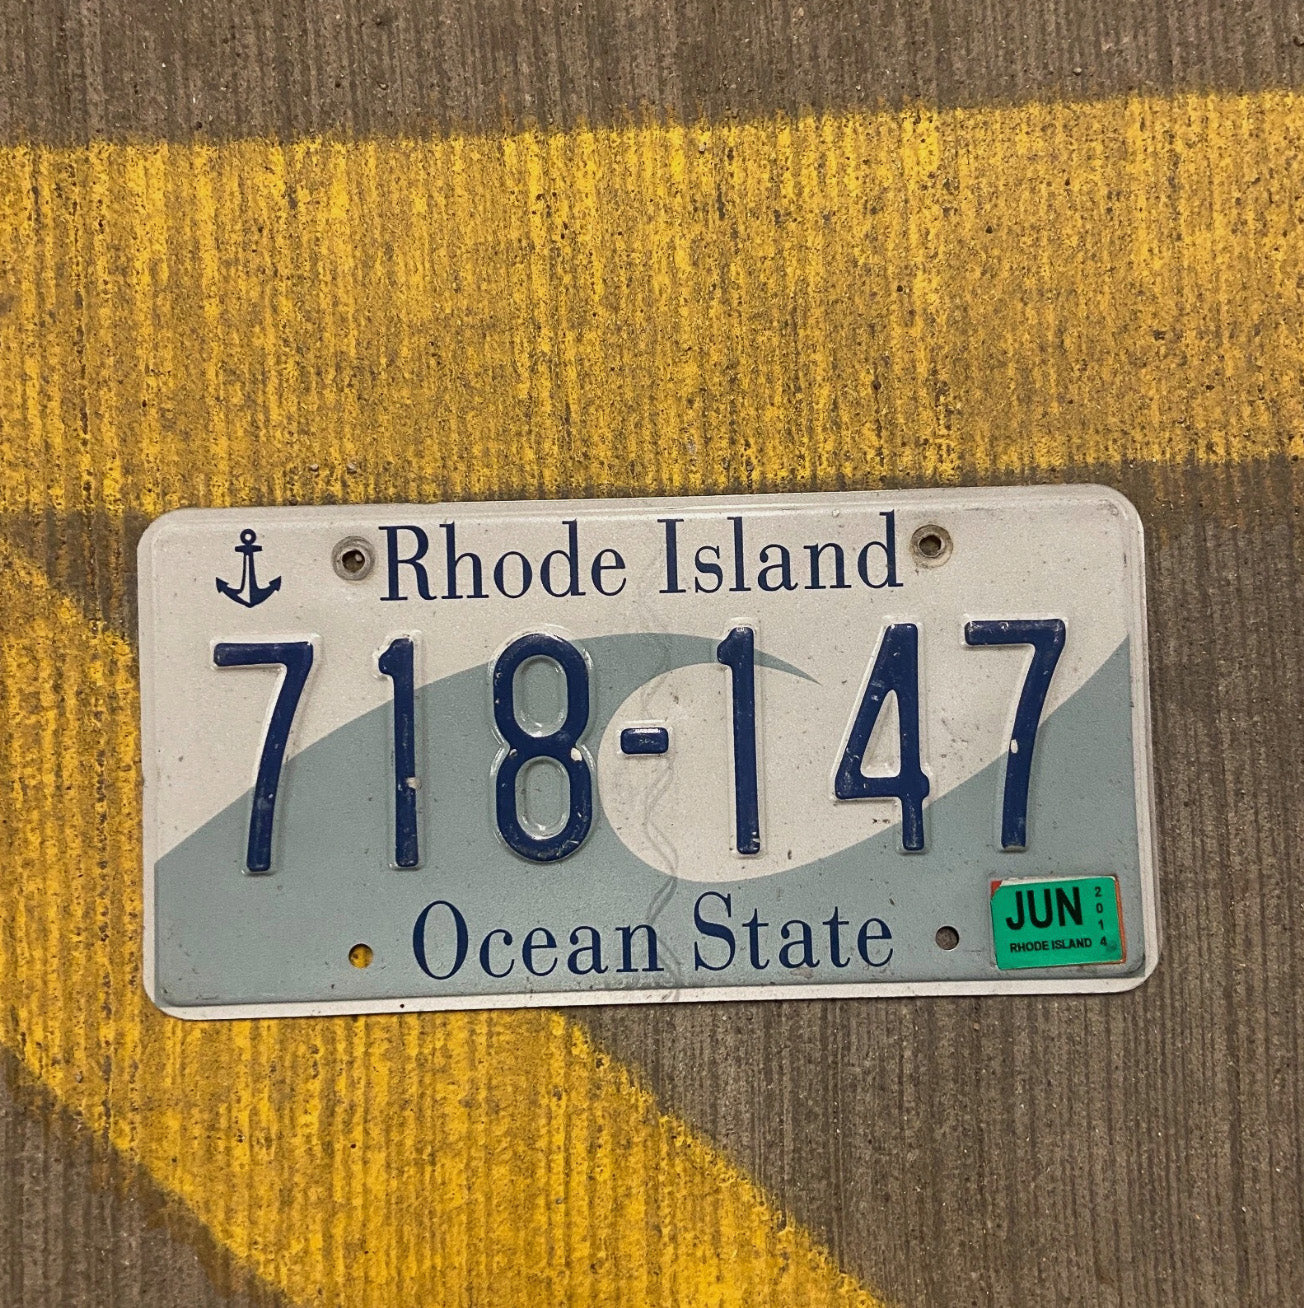 Rhode Island
718-147
Ocean State
JUN
2014
RHODE ISLAND